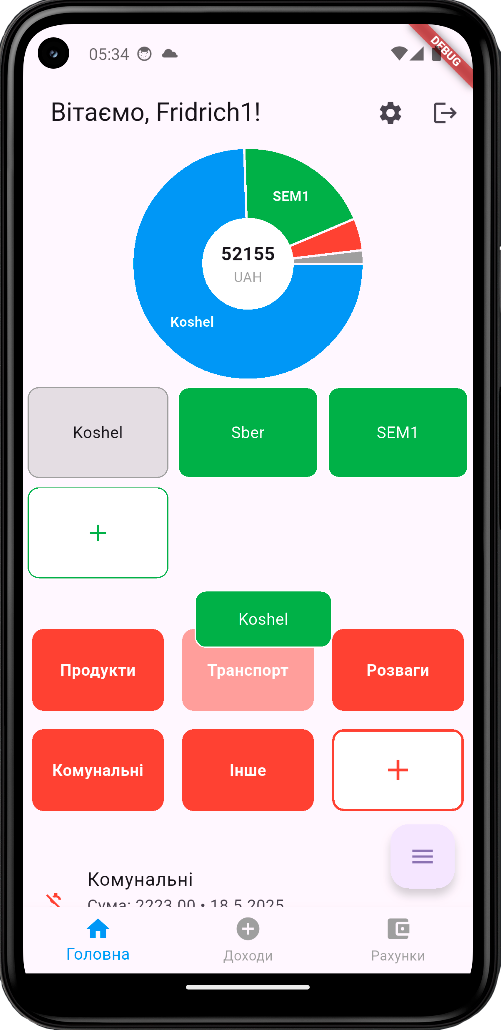 05:34
DEBUG
Вітаємо, Fridrich1!
SEM1
52155
UAH
Koshel
Koshel
Sber
SEM1
+
Koshel
Продукти
Транспорт
Розваги
Комунальні
Інше
+
Комунальні
Сума: 2223.00 • 18.5.2025
Головна
Доходи
Рахунки